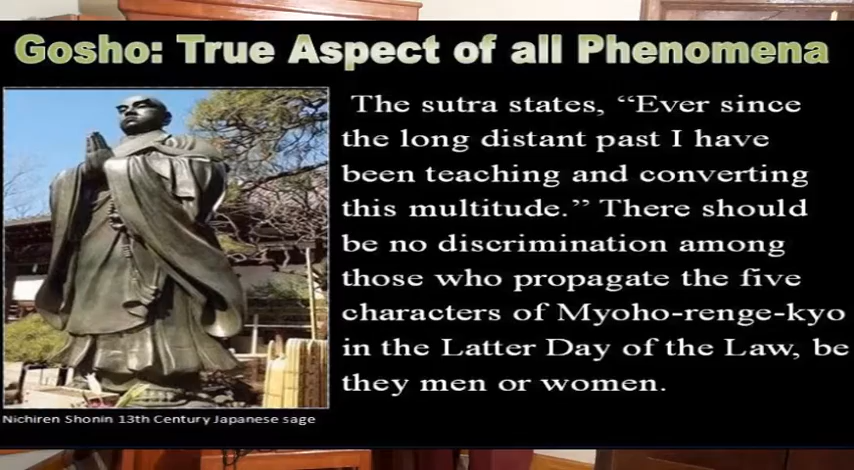 Gosho: True Aspect of all Phenomena
The sutra states, “Ever since
the long distant past I have
been teaching and converting
this multitude.” There should
be no discrimination among
those who propagate the five
characters of Myoho-renge-kyo
in the Latter Day of the Law, be
they men or women.
Nichiren Shonin 13th Century Japanese sage